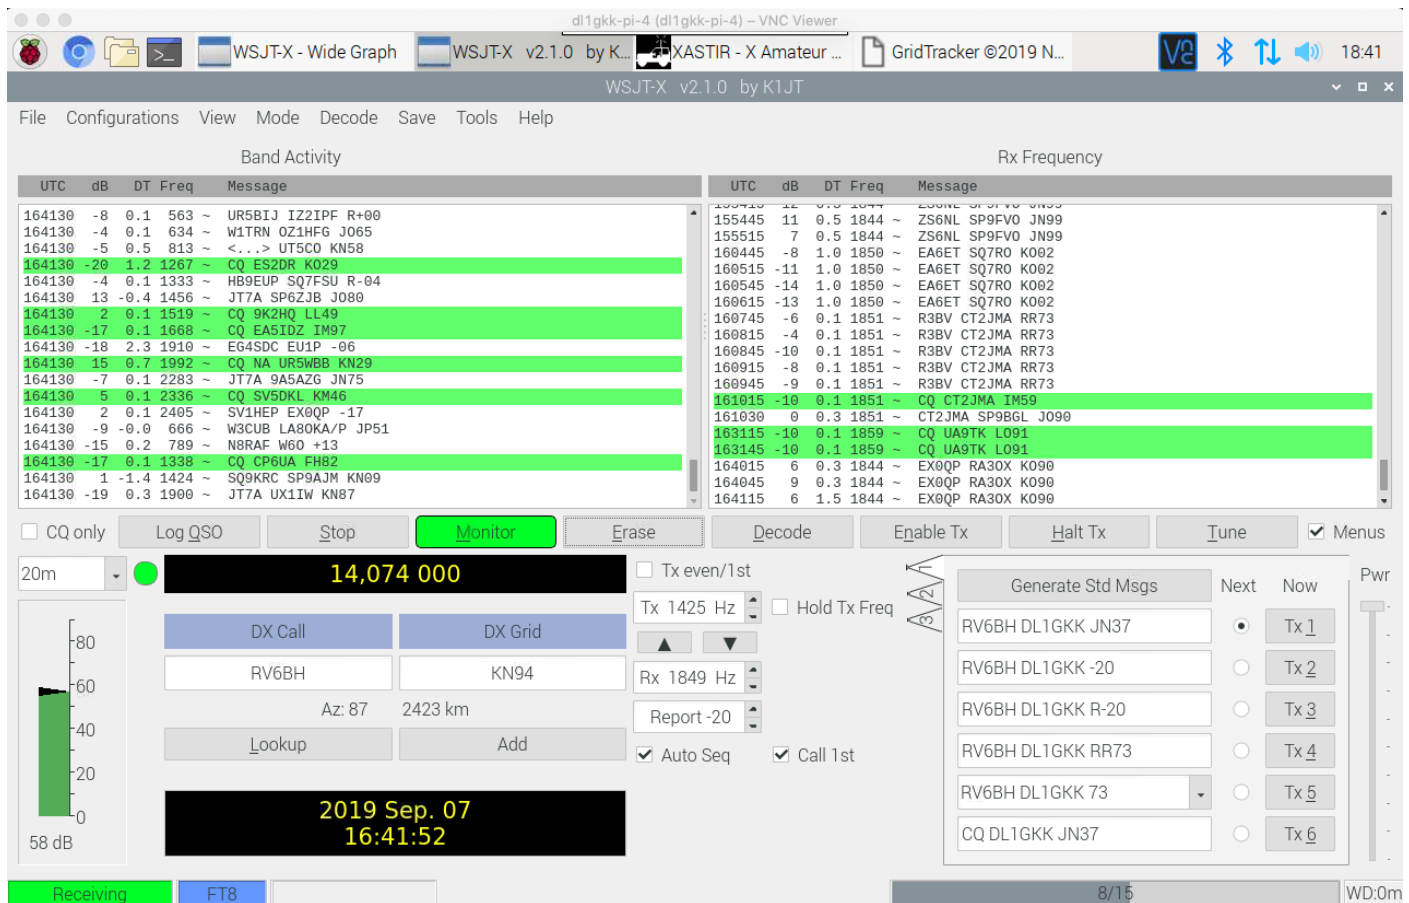 dl1gkk-pi-4 (dl1gkk-pi-4) – VNC Viewer
WSJT-X - Wide Graph WSJT-X v2.1.0 by K... XASTIR - X Amateur ... GridTracker ©2019 N... 18:41
WSJT-X v2.1.0 by K1JT
File Configurations View Mode Decode Save Tools Help
Band Activity
UTC dB DT Freq Message
164130 -8 0.1 563 ~ UR5BIJ IZ2IPF R+00
164130 -4 0.1 634 ~ W1TRN OZ1HFG JO65
164130 -5 0.5 813 ~ <...> UT5CO KN58
164130 -20 1.2 1267 ~ CQ ES2DR KO29
164130 -4 0.1 1333 ~ HB9EUP SQ7FSU R-04
164130 13 -0.4 1456 ~ JT7A SP6ZJB JO80
164130 2 0.1 1519 ~ CQ 9K2HQ LL49
164130 -17 0.1 1668 ~ CQ EA5IDZ IM97
164130 -18 2.3 1910 ~ EG4SDC EU1P -06
164130 15 0.7 1992 ~ CQ NA UR5WBB KN29
164130 -7 0.1 2283 ~ JT7A 9A5AZG JN75
164130 5 0.1 2336 ~ CQ SV5DKL KM46
164130 2 0.1 2405 ~ SV1HEP EX0QP -17
164130 -9 -0.0 666 ~ W3CUB LA8OKA/P JP51
164130 -15 0.2 789 ~ N8RAF W6O +13
164130 -17 0.1 1338 ~ CQ CP6UA FH82
164130 1 -1.4 1424 ~ SQ9KRC SP9AJM KN09
164130 -19 0.3 1900 ~ JT7A UX1IW KN87
Rx Frequency
UTC dB DT Freq Message
155445 11 0.5 1844 ~ ZS6NL SP9FVO JN99
155515 7 0.5 1844 ~ ZS6NL SP9FVO JN99
160445 -8 1.0 1850 ~ EA6ET SQ7RO KO02
160515 -11 1.0 1850 ~ EA6ET SQ7RO KO02
160545 -14 1.0 1850 ~ EA6ET SQ7RO KO02
160615 -13 1.0 1850 ~ EA6ET SQ7RO KO02
160745 -6 0.1 1851 ~ R3BV CT2JMA RR73
160815 -4 0.1 1851 ~ R3BV CT2JMA RR73
160845 -10 0.1 1851 ~ R3BV CT2JMA RR73
160915 -8 0.1 1851 ~ R3BV CT2JMA RR73
160945 -9 0.1 1851 ~ R3BV CT2JMA RR73
161015 -10 0.1 1851 ~ CQ CT2JMA IM59
161030 0 0.3 1851 ~ CT2JMA SP9BGL JO90
163115 -10 0.1 1859 ~ CQ UA9TK LO91
163145 -10 0.1 1859 ~ CQ UA9TK LO91
164015 6 0.3 1844 ~ EX0QP RA3OX KO90
164045 9 0.3 1844 ~ EX0QP RA3OX KO90
164115 6 1.5 1844 ~ EX0QP RA3OX KO90
CQ only Log QSO Stop Monitor Erase Decode Enable Tx Halt Tx Tune Menus
20m 14,074 000
DX Call DX Grid
RV6BH KN94
Az: 87 2423 km
Lookup Add
2019 Sep. 07
16:41:52
80
60
40
20
0
58 dB
Tx even/1st
Tx 1425 Hz Hold Tx Freq
Rx 1849 Hz
Report -20
Auto Seq Call 1st
1
2
3
Generate Std Msgs Next Now Pwr
RV6BH DL1GKK JN37 Tx 1
RV6BH DL1GKK -20 Tx 2
RV6BH DL1GKK R-20 Tx 3
RV6BH DL1GKK RR73 Tx 4
RV6BH DL1GKK 73 Tx 5
CQ DL1GKK JN37 Tx 6
Receiving FT8 8/15 WD:0m